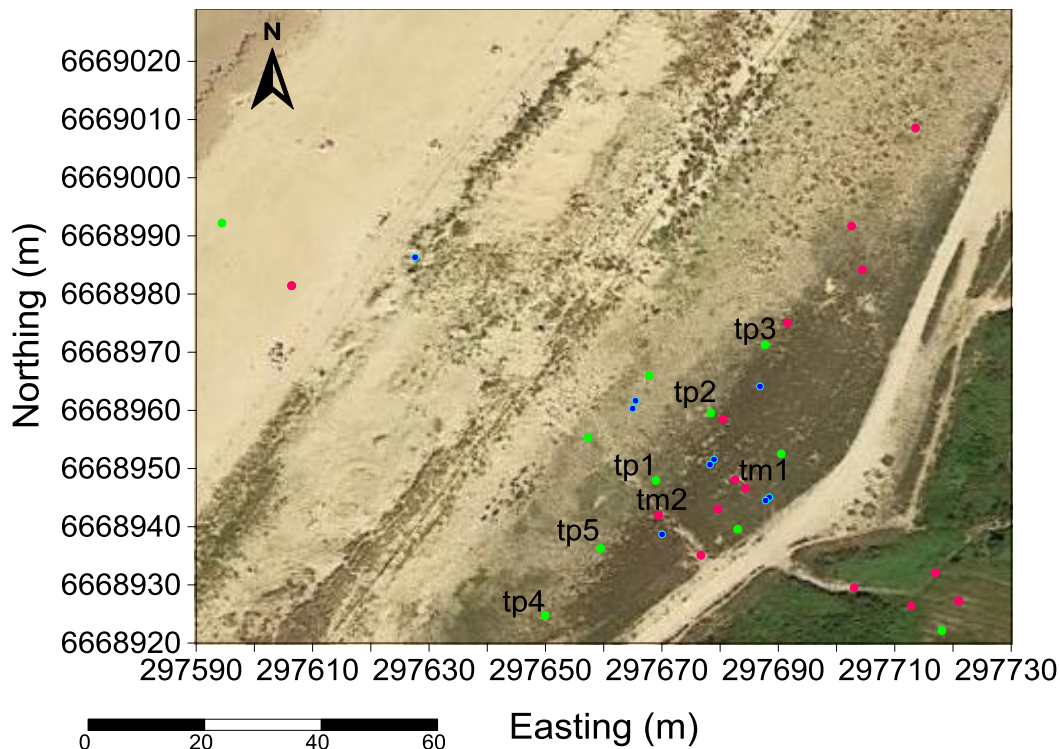 N
6669020
6669010
6669000
6668990
6668980
6668970
6668960
6668950
6668940
6668930
6668920
Northing (m)
tp3
tp2
tp1
tm1
tm2
tp5
tp4
297590 297610 297630 297650 297670 297690 297710 297730
Easting (m)
0 20 40 60